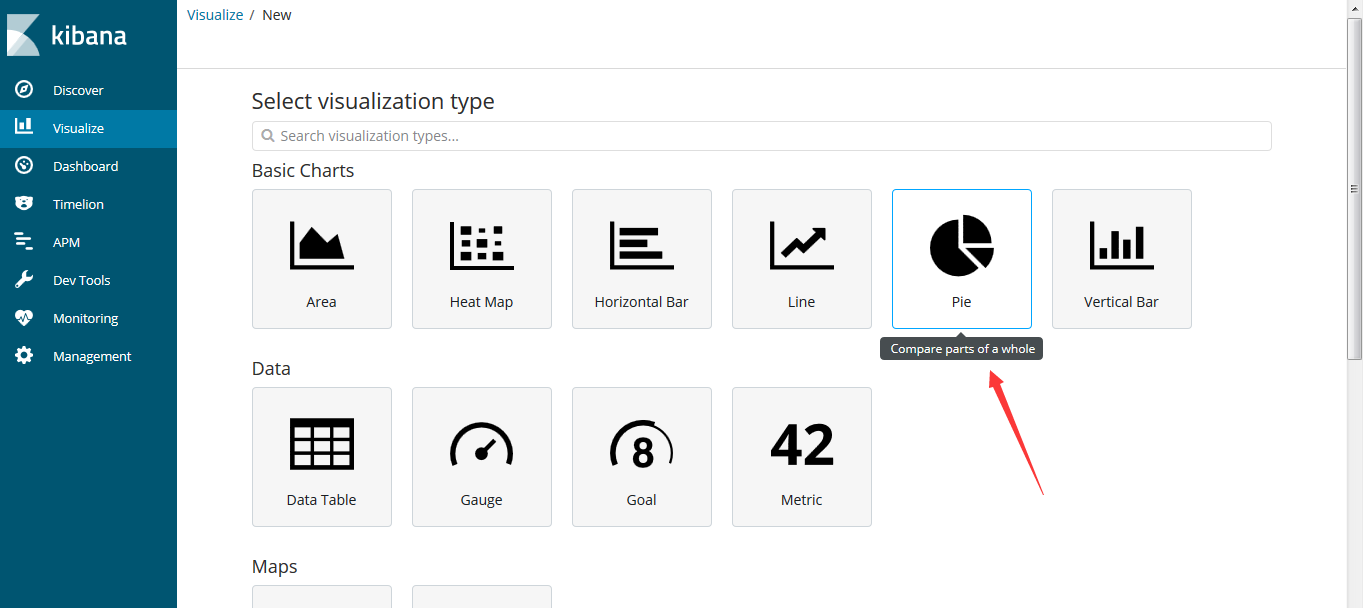 kibana
Discover
Visualize
Dashboard
Timelion
APM
Dev Tools
Monitoring
Management
Visualize / New
Select visualization type
Search visualization types...
Basic Charts
Area
Heat Map
Horizontal Bar
Line
Pie
Vertical Bar
Compare parts of a whole
Data
8
42
Data Table
Gauge
Goal
Metric
Maps